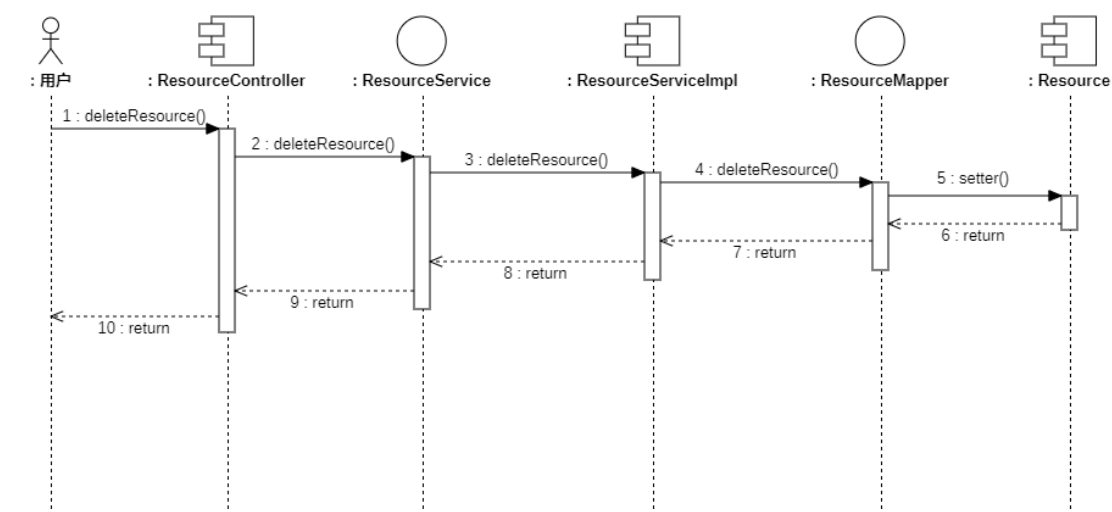 : 用户
: ResourceController
: ResourceService
: ResourceServiceImpl
: ResourceMapper
: Resource
1 : deleteResource()
2 : deleteResource()
3 : deleteResource()
4 : deleteResource()
5 : setter()
6 : return
7 : return
8 : return
9 : return
10 : return